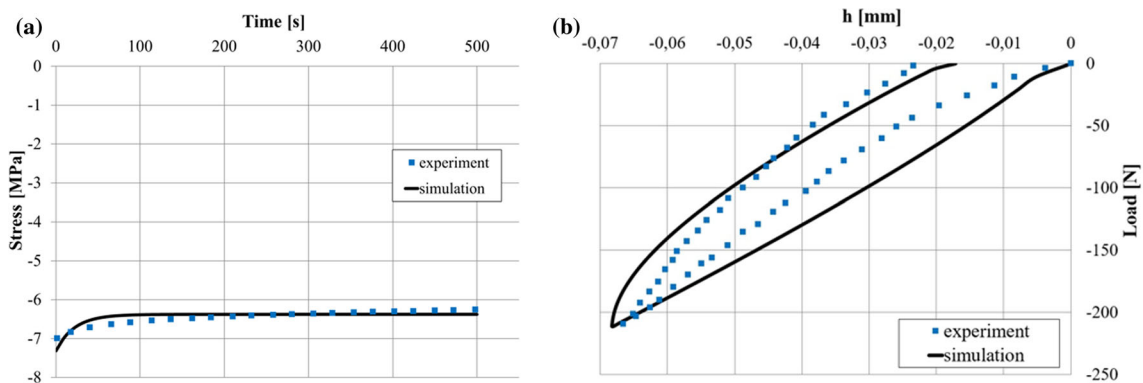 (a)
Time [s]
0 100 200 300 400 500
0
-1
-2
-3
-4
-5
-6
-7
-8
Stress [MPa]
experiment
simulation
(b)
h [mm]
-0,07 -0,06 -0,05 -0,04 -0,03 -0,02 -0,01 0
0
-50
-100
-150
-200
-250
Load [N]
experiment
simulation